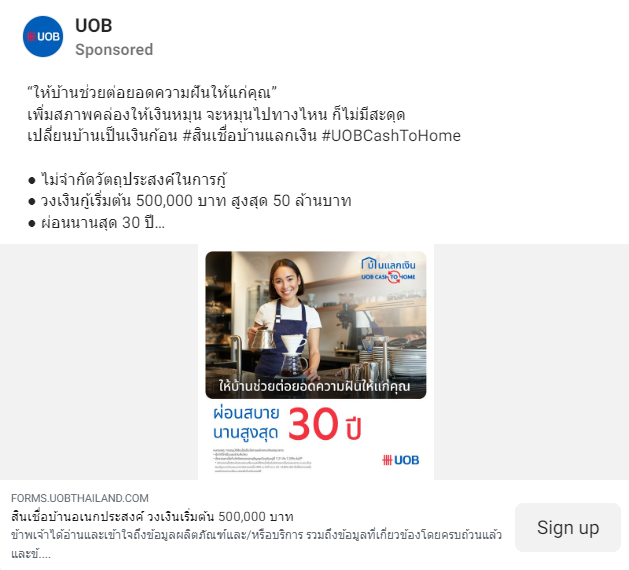 UOB
UOB
Sponsored
“ให้บ้านช่วยต่อยอดความฝันให้แก่คุณ”
เพิ่มสภาพคล่องให้เงินหมุน จะหมุนไปทางไหน ก็ไม่มีสะดุด
เปลี่ยนบ้านเป็นเงินก้อน #สินเชื่อบ้านแลกเงิน #UOBCashToHome
● ไม่จำกัดวัตถุประสงค์ในการกู้
● วงเงินกู้เริ่มต้น 500,000 บาท สูงสุด 50 ล้านบาท
● ผ่อนนานสุด 30 ปี...
บ้านแลกเงิน
UOB CASH TO HOME
ให้บ้านช่วยต่อยอดความฝันให้แก่คุณ
ผ่อนสบาย
นานสูงสุด 30 ปี
UOB
FORMS.UOBTHAILAND.COM
สินเชื่อบ้านอเนกประสงค์ วงเงินเริ่มต้น 500,000 บาท
ข้าพเจ้าได้อ่านและเข้าใจถึงข้อมูลผลิตภัณฑ์และ/หรือบริการ รวมถึงข้อมูลที่เกี่ยวข้องโดยครบถ้วนแล้ว
และข้....
Sign up